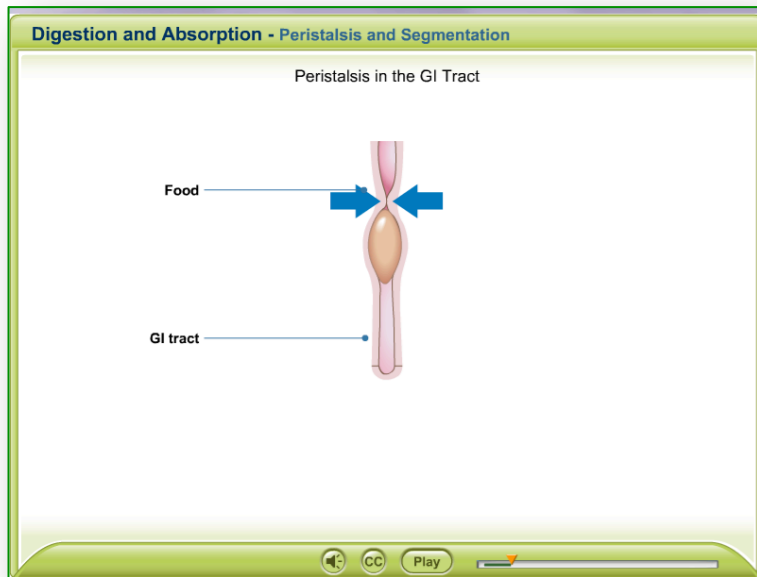 Digestion and Absorption - Peristalsis and Segmentation
Peristalsis in the GI Tract
Food
GI tract
CC
Play